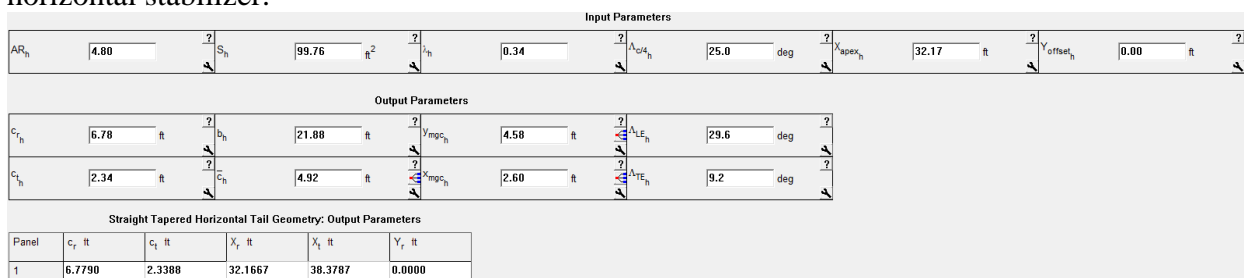 horizontal stabilizer.
Input Parameters
AR_h 4.80 ? S_h 99.76 ft² ? λ_h 0.34 ? Λ_c/4_h 25.0 deg ? X_apex_h 32.17 ft ? Y_offset_h 0.00 ft ?
Output Parameters
c_r_h 6.78 ft ? b_h 21.88 ft ? y_mgc_h 4.58 ft ? Λ_LE_h 29.6 deg ?
c_t_h 2.34 ft ? c̄_h 4.92 ft ? x_mgc_h 2.60 ft ? Λ_TE_h 9.2 deg ?
Straight Tapered Horizontal Tail Geometry: Output Parameters
Panel c_r ft c_t ft X_r ft X_t ft Y_r ft
1 6.7790 2.3388 32.1667 38.3787 0.0000